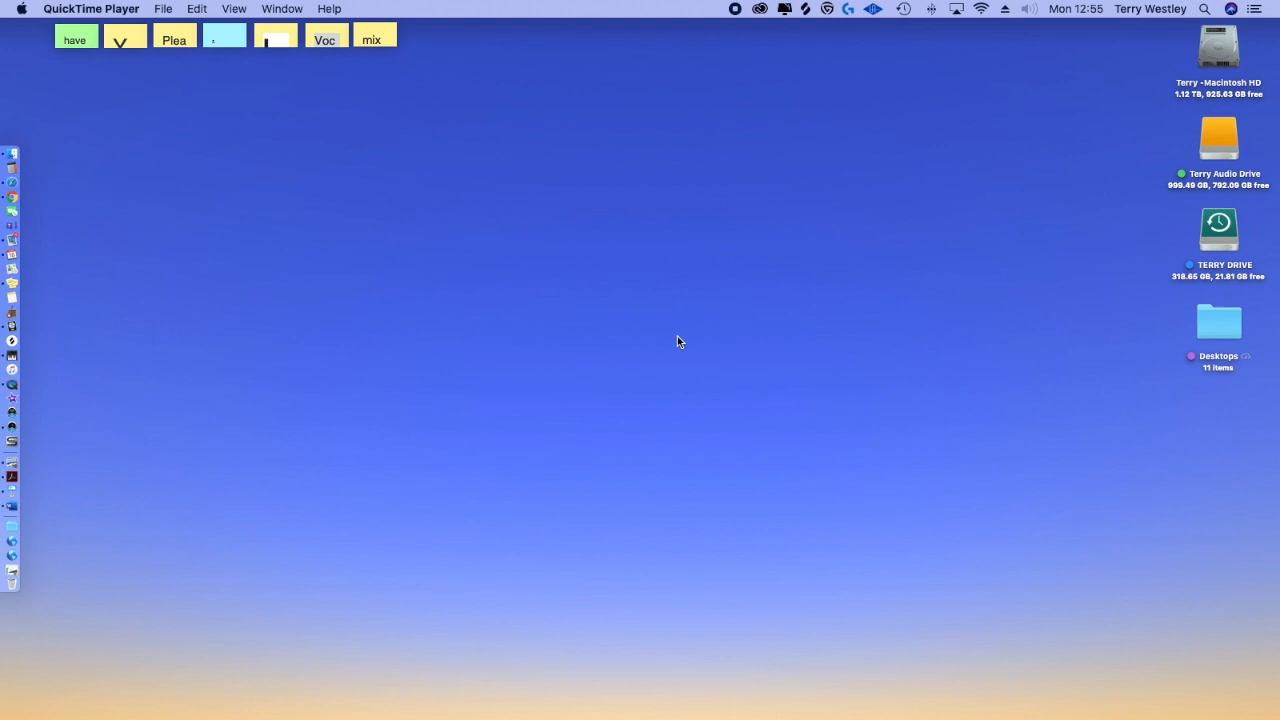 QuickTime Player File Edit View Window Help Mon 12:55 Terry Westley
have
Plea
Voc
mix
Terry -Macintosh HD
1.12 TB, 925.63 GB free
Terry Audio Drive
999.49 GB, 792.09 GB free
TERRY DRIVE
318.65 GB, 21.81 GB free
Desktops
11 items